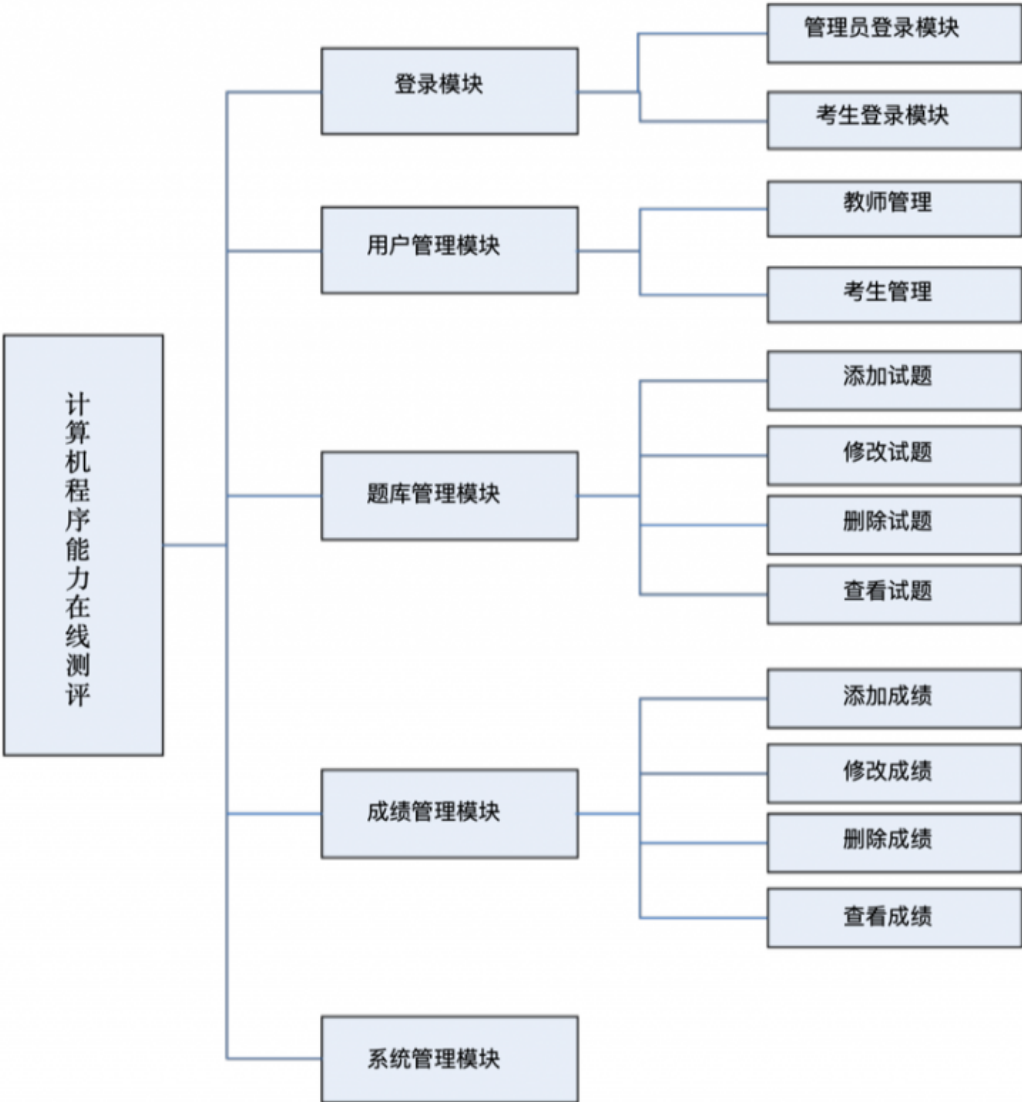 计算机程序能力在线测评
登录模块
管理员登录模块
考生登录模块
用户管理模块
教师管理
考生管理
题库管理模块
添加试题
修改试题
删除试题
查看试题
成绩管理模块
添加成绩
修改成绩
删除成绩
查看成绩
系统管理模块